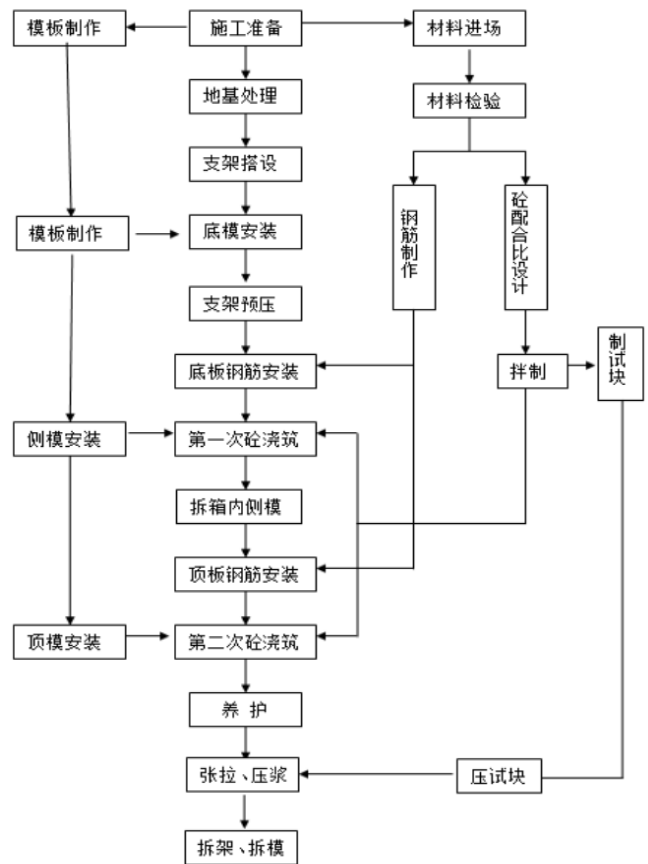 模板制作
施工准备
材料进场
地基处理
材料检验
支架搭设
钢筋制作
砼配合比设计
模板制作
底模安装
支架预压
制试块
底板钢筋安装
拌制
侧模安装
第一次砼浇筑
拆箱内侧模
顶板钢筋安装
顶模安装
第二次砼浇筑
养 护
张拉、压浆
压试块
拆架、拆模